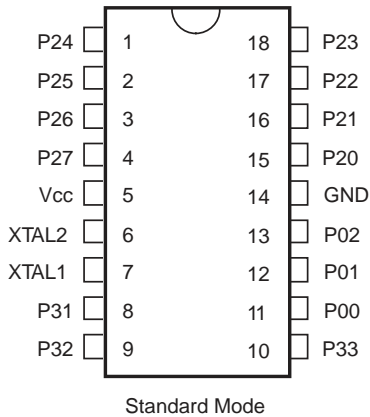 P24 1 18 P23
P25 2 17 P22
P26 3 16 P21
P27 4 15 P20
Vcc 5 14 GND
XTAL2 6 13 P02
XTAL1 7 12 P01
P31 8 11 P00
P32 9 10 P33
Standard Mode